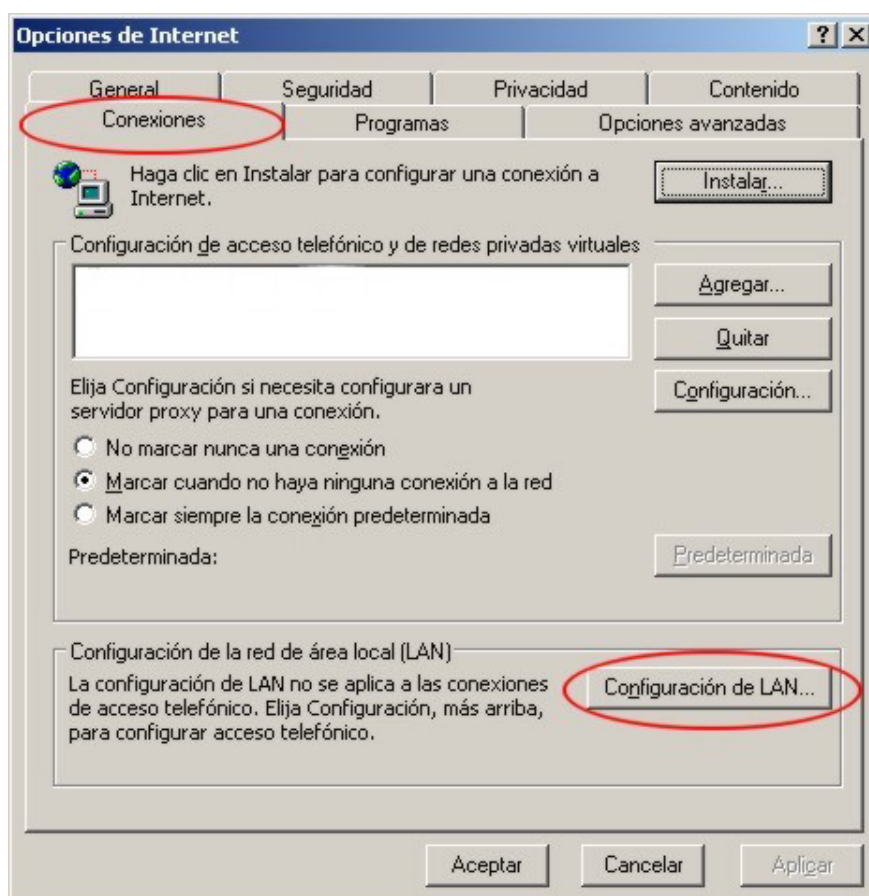 Opciones de Internet
General
Seguridad
Privacidad
Contenido
Conexiones
Programas
Opciones avanzadas
Haga clic en Instalar para configurar una conexión a
Internet.
Instalar...
Configuración de acceso telefónico y de redes privadas virtuales
Agregar...
Quitar
Elija Configuración si necesita configurara un
servidor proxy para una conexión.
Configuración...
No marcar nunca una conexión
Marcar cuando no haya ninguna conexión a la red
Marcar siempre la conexión predeterminada
Predeterminada:
Predeterminada
Configuración de la red de área local (LAN)
La configuración de LAN no se aplica a las conexiones
de acceso telefónico. Elija Configuración, más arriba,
para configurar acceso telefónico.
Configuración de LAN...
Aceptar
Cancelar
Aplicar